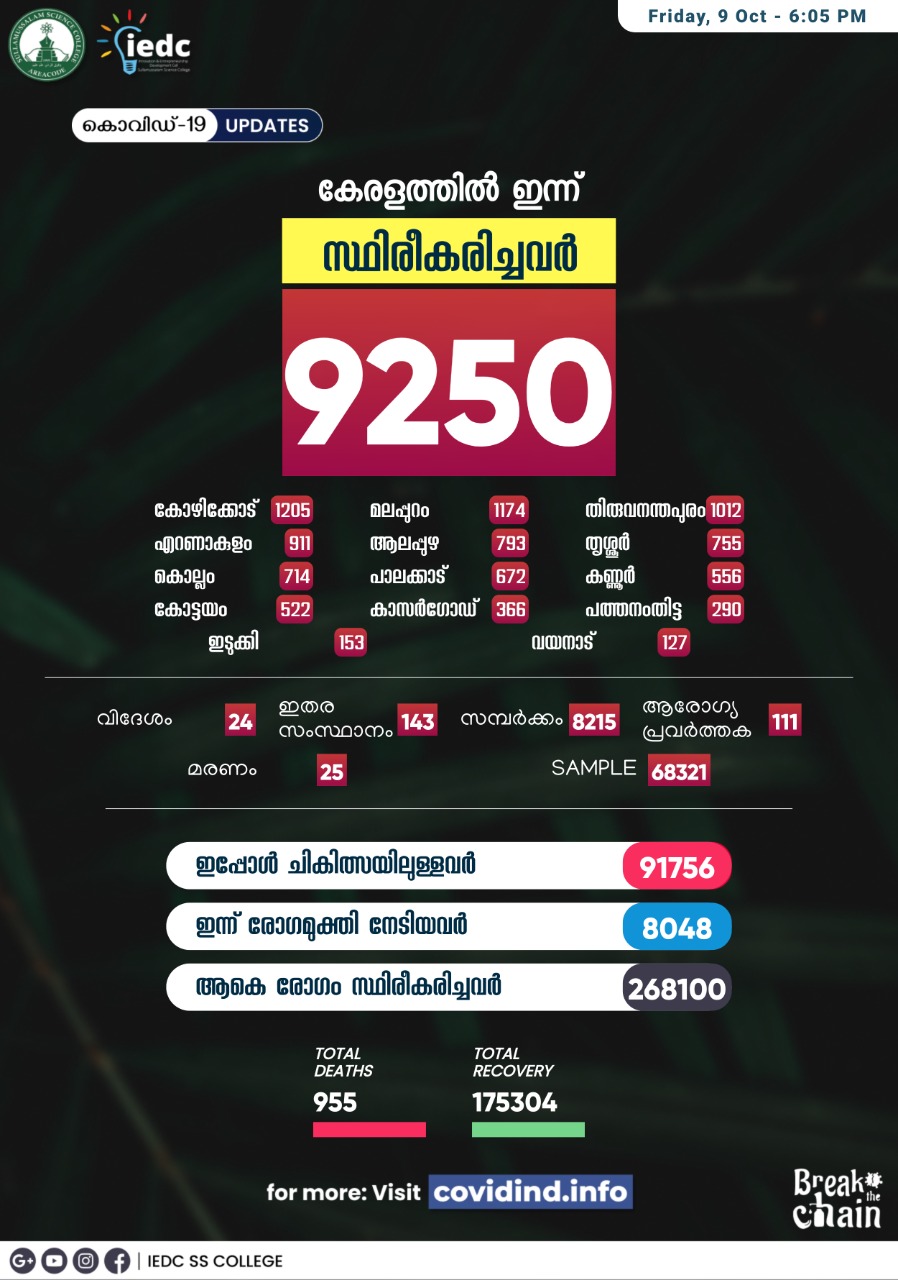 Friday, 9 Oct - 6:05 PM
SULLAMUSSALAM SCIENCE COLLEGE
AREACODE
iedc
കൊവിഡ്-19 UPDATES
കേരളത്തിൽ ഇന്ന്
സ്ഥിരീകരിച്ചവർ
9250
കോഴിക്കോട് 1205 മലപ്പുറം 1174 തിരുവനന്തപുരം 1012
എറണാകുളം 911 ആലപ്പുഴ 793 തൃശ്ശൂർ 755
കൊല്ലം 714 പാലക്കാട് 672 കണ്ണൂർ 556
കോട്ടയം 522 കാസർഗോഡ് 366 പത്തനംതിട്ട 290
ഇടുക്കി 153 വയനാട് 127
വിദേശം 24 ഇതര സംസ്ഥാനം 143 സമ്പർക്കം 8215 ആരോഗ്യ പ്രവർത്തക 111
മരണം 25 SAMPLE 68321
ഇപ്പോൾ ചികിത്സയിലുള്ളവർ 91756
ഇന്ന് രോഗമുക്തി നേടിയവർ 8048
ആകെ രോഗം സ്ഥിരീകരിച്ചവർ 268100
TOTAL DEATHS
955
TOTAL RECOVERY
175304
for more: Visit covidind.info
Break the chain
G+ f | IEDC SS COLLEGE